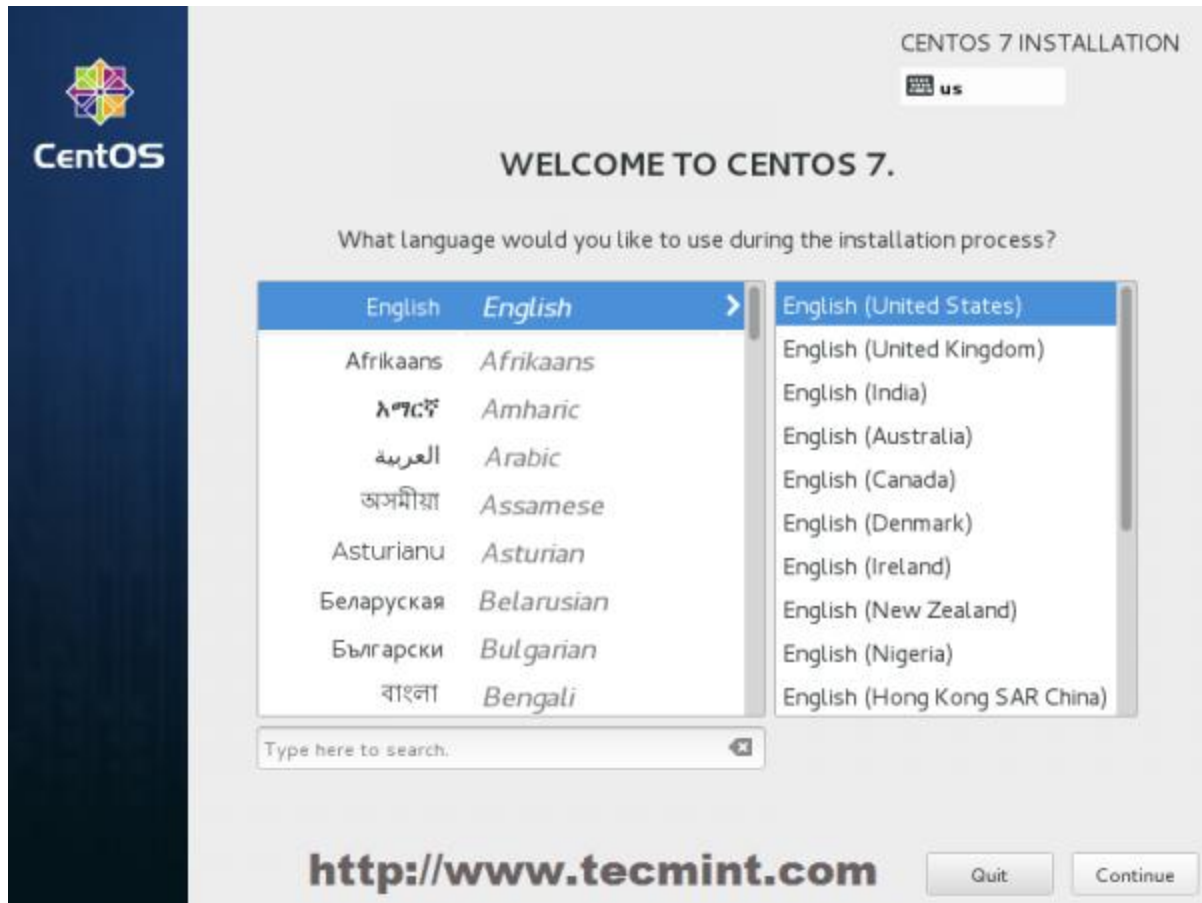 CentOS
CENTOS 7 INSTALLATION
us
WELCOME TO CENTOS 7.
What language would you like to use during the installation process?
English English
Afrikaans Afrikaans
አማርኛ Amharic
العربية Arabic
অসমীয়া Assamese
Asturianu Asturian
Беларуская Belarusian
Български Bulgarian
বাংলা Bengali
English (United States)
English (United Kingdom)
English (India)
English (Australia)
English (Canada)
English (Denmark)
English (Ireland)
English (New Zealand)
English (Nigeria)
English (Hong Kong SAR China)
Type here to search.
http://www.tecmint.com
Quit
Continue